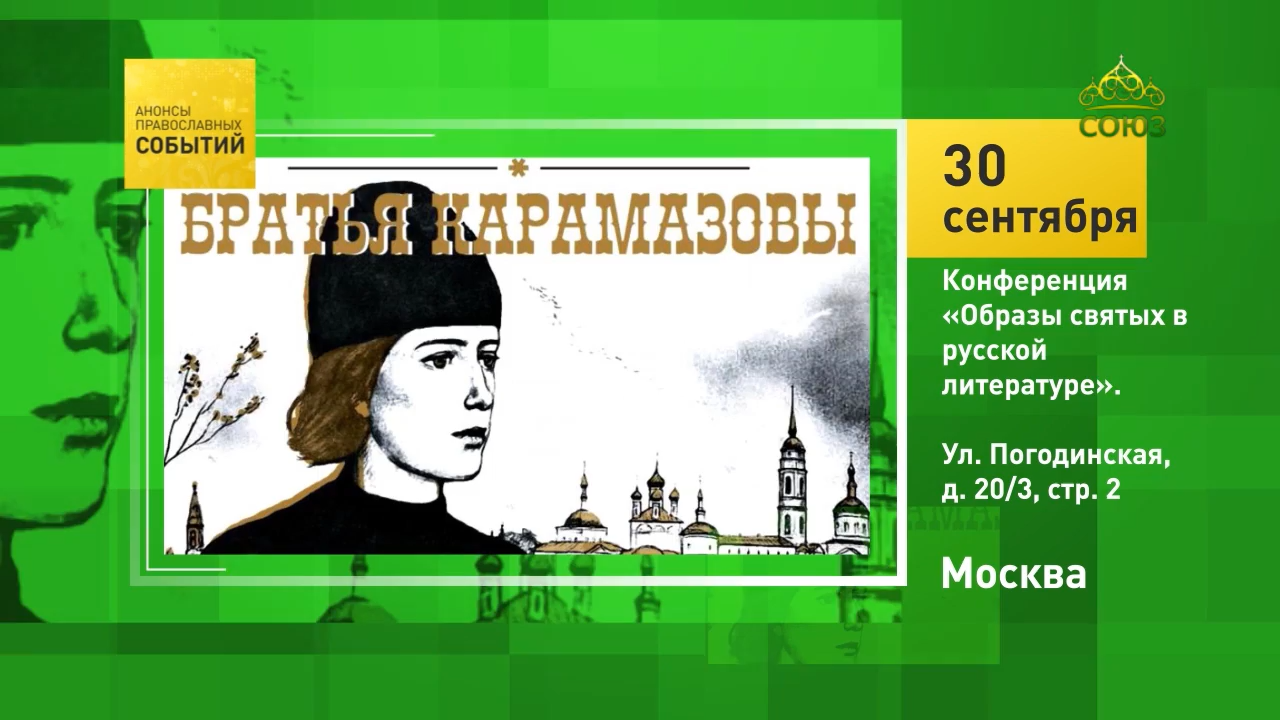 АНОНСЫ
ПРАВОСЛАВНЫХ
СОБЫТИЙ
БРАТЬЯ КАРАМАЗОВЫ
СОЮЗ
30
сентября
Конференция
«Образы святых в
русской
литературе».
Ул. Погодинская,
д. 20/3, стр. 2
Москва